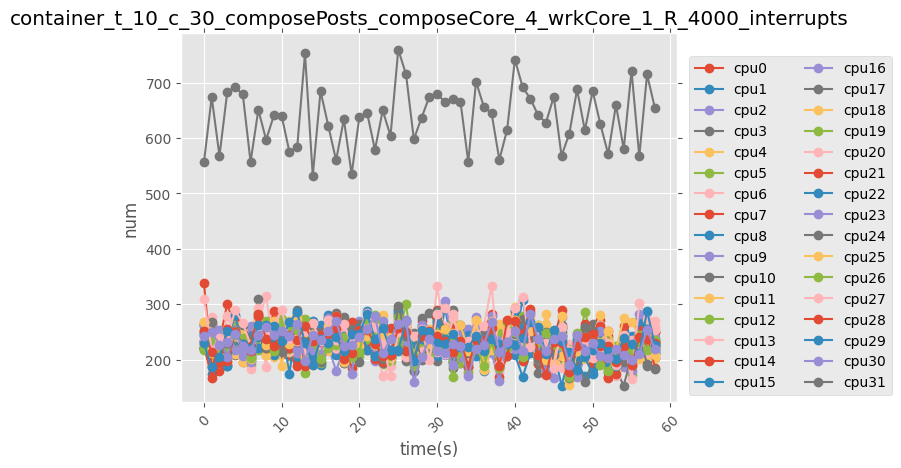 container_t_10_c_30_composePosts_composeCore_4_wrkCore_1_R_4000_interrupts
num
700
600
500
400
300
200
0
10
20
30
40
50
60
time(s)
cpu0
cpu1
cpu2
cpu3
cpu4
cpu5
cpu6
cpu7
cpu8
cpu9
cpu10
cpu11
cpu12
cpu13
cpu14
cpu15
cpu16
cpu17
cpu18
cpu19
cpu20
cpu21
cpu22
cpu23
cpu24
cpu25
cpu26
cpu27
cpu28
cpu29
cpu30
cpu31